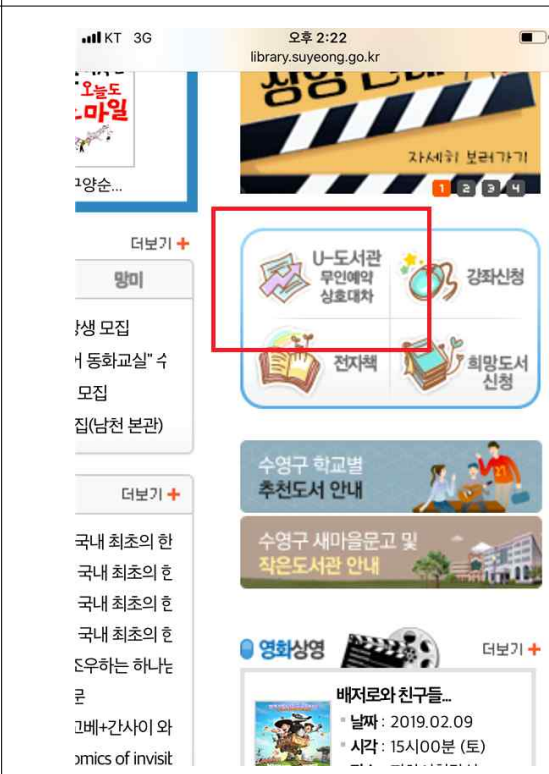 KT 3G
오후 2:22
library.suyeong.go.kr
오늘도
마일
자세히 보러가기
1 2 3 4
더보기 +
망미
생 모집
동화교실" 수
모집
집(남천 본관)
더보기 +
국내 최초의 한
국내 최초의 한
국내 최초의 한
국내 최초의 한
조우하는 하나는
문
고베+간사이 와
omics of invisib
U-도서관
무인예약
상호대차
강좌신청
전자책
희망도서
신청
수영구 학교별
추천도서 안내
수영구 새마을문고 및
작은도서관 안내
영화상영
더보기 +
배저로와 친구들...
날짜 : 2019.02.09
시각 : 15시00분 (토)